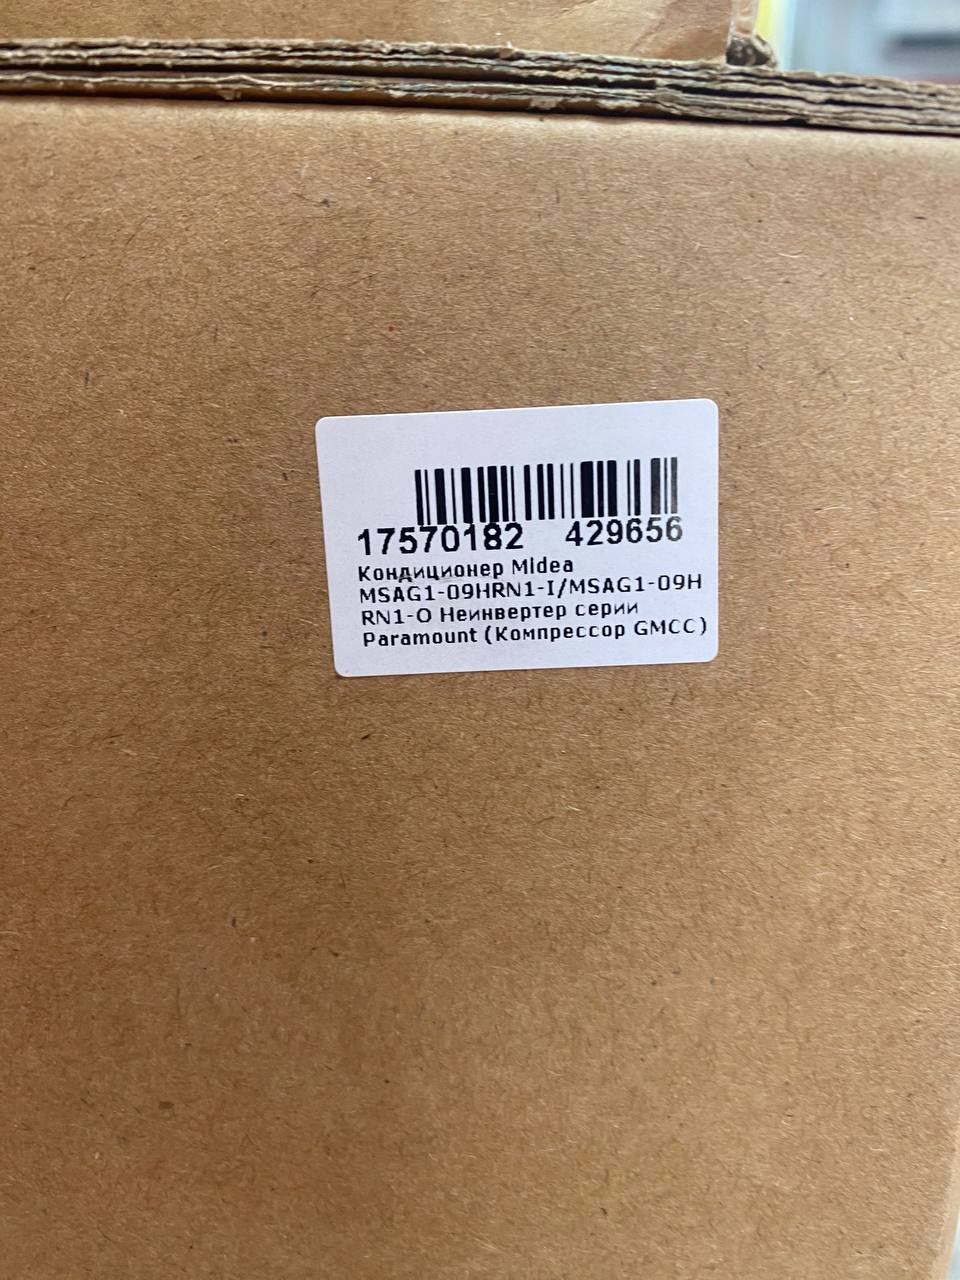 17570182 429656
Кондиционер Midea
MSAG1-09HRN1-I/MSAG1-09H
RN1-O Неинвертер серии
Paramount (Компрессор GMCC)